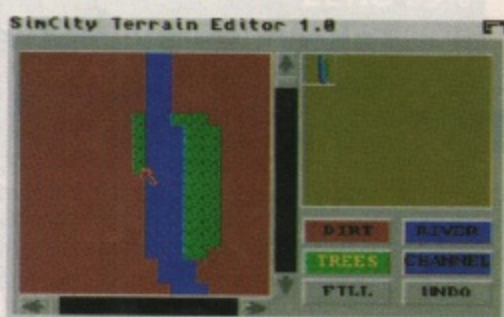 SimCity Terrain Editor 1.0
DIRT RIVER
TREES CHANNEL
FILL UNDO